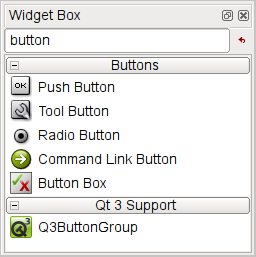 Widget Box
button
Buttons
OK
Push Button
Tool Button
Radio Button
Command Link Button
Button Box
Qt 3 Support
Q3
Q3ButtonGroup